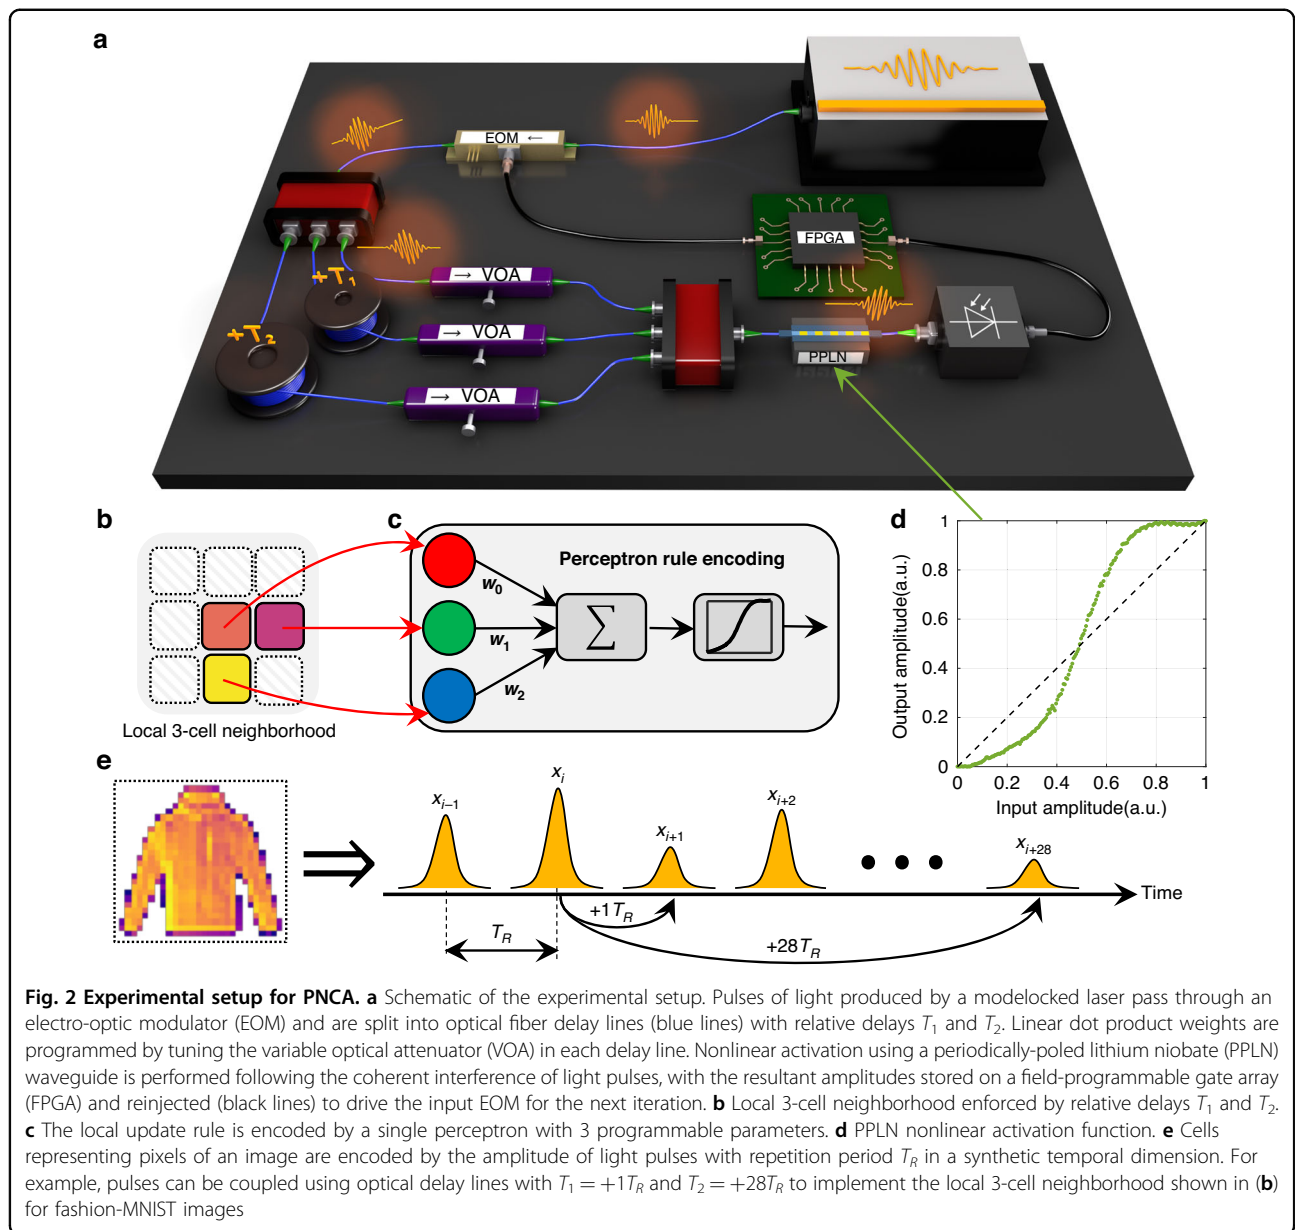 a
EOM ←
FPGA
+T₁
→ VOA
+T₂
→ VOA
PPLN
→ VOA
b
Local 3-cell neighborhood
c
Perceptron rule encoding
w₀
w₁
w₂
Σ
d
Output amplitude(a.u.)
1
0.8
0.6
0.4
0.2
0
0 0.2 0.4 0.6 0.8 1
Input amplitude(a.u.)
e
xᵢ₋₁
xᵢ
xᵢ₊₁
xᵢ₊₂
xᵢ₊₂₈
Time
+1T_R
T_R
+28T_R
Fig. 2 Experimental setup for PNCA. a Schematic of the experimental setup. Pulses of light produced by a modelocked laser pass through an
electro-optic modulator (EOM) and are split into optical fiber delay lines (blue lines) with relative delays T₁ and T₂. Linear dot product weights are
programmed by tuning the variable optical attenuator (VOA) in each delay line. Nonlinear activation using a periodically-poled lithium niobate (PPLN)
waveguide is performed following the coherent interference of light pulses, with the resultant amplitudes stored on a field-programmable gate array
(FPGA) and reinjected (black lines) to drive the input EOM for the next iteration. b Local 3-cell neighborhood enforced by relative delays T₁ and T₂.
c The local update rule is encoded by a single perceptron with 3 programmable parameters. d PPLN nonlinear activation function. e Cells
representing pixels of an image are encoded by the amplitude of light pulses with repetition period T_R in a synthetic temporal dimension. For
example, pulses can be coupled using optical delay lines with T₁ = +1T_R and T₂ = +28T_R to implement the local 3-cell neighborhood shown in (b)
for fashion-MNIST images